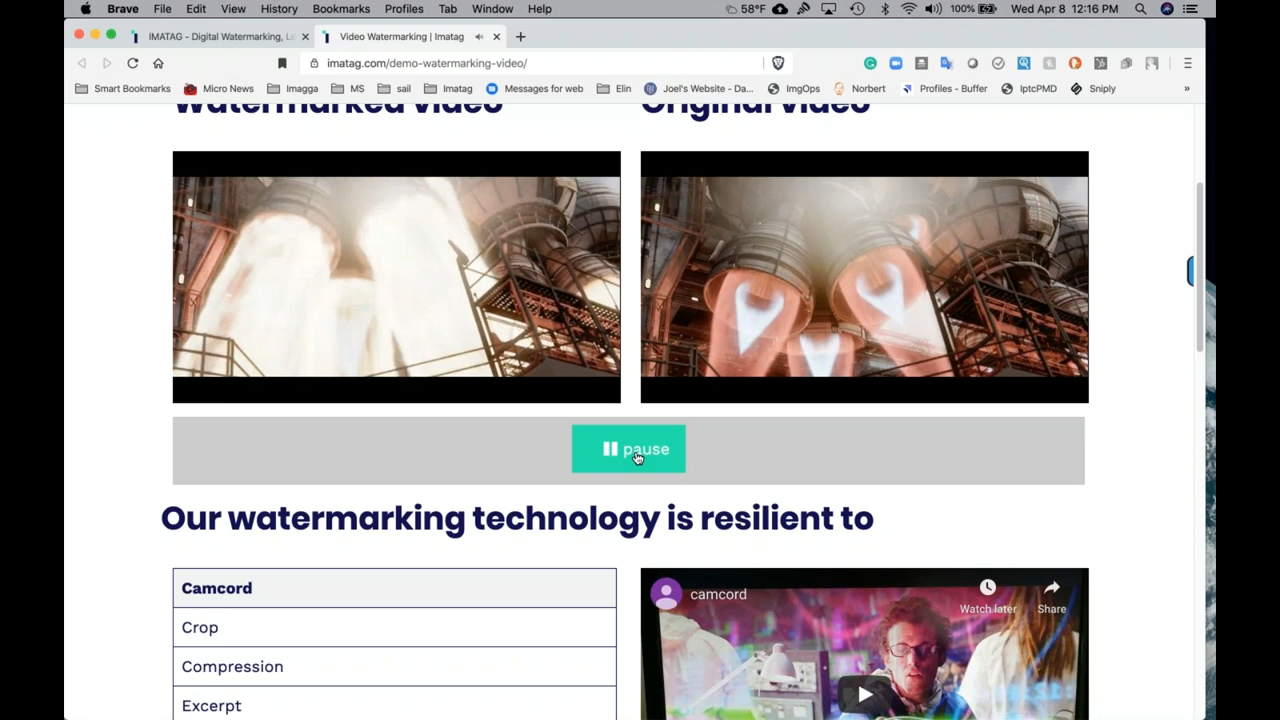 Brave File Edit View History Bookmarks Profiles Tab Window Help 58°F 100% Wed Apr 8 12:16 PM
IMATAG - Digital Watermarking, Le Video Watermarking | Imatag
imatag.com/demo-watermarking-video/
Smart Bookmarks Micro News Imagga MS sail Imatag Messages for web Elin Joel's Website - Da... ImgOps Norbert Profiles - Buffer IptcPMD Sniply »
Watermarked video Original video
pause
Our watermarking technology is resilient to
Camcord
camcord
Watch later Share
Crop
Compression
Excerpt